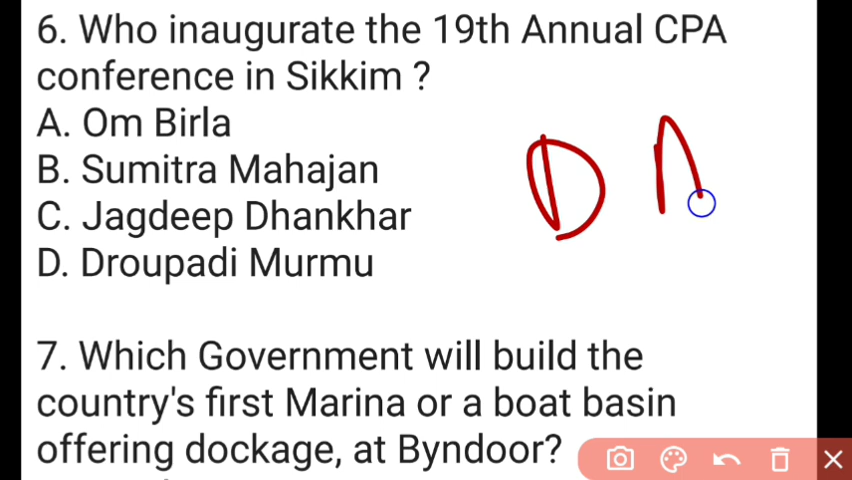 6. Who inaugurate the 19th Annual CPA
conference in Sikkim ?
A. Om Birla
B. Sumitra Mahajan
C. Jagdeep Dhankhar
D. Droupadi Murmu
D
7. Which Government will build the
country's first Marina or a boat basin
offering dockage, at Byndoor?